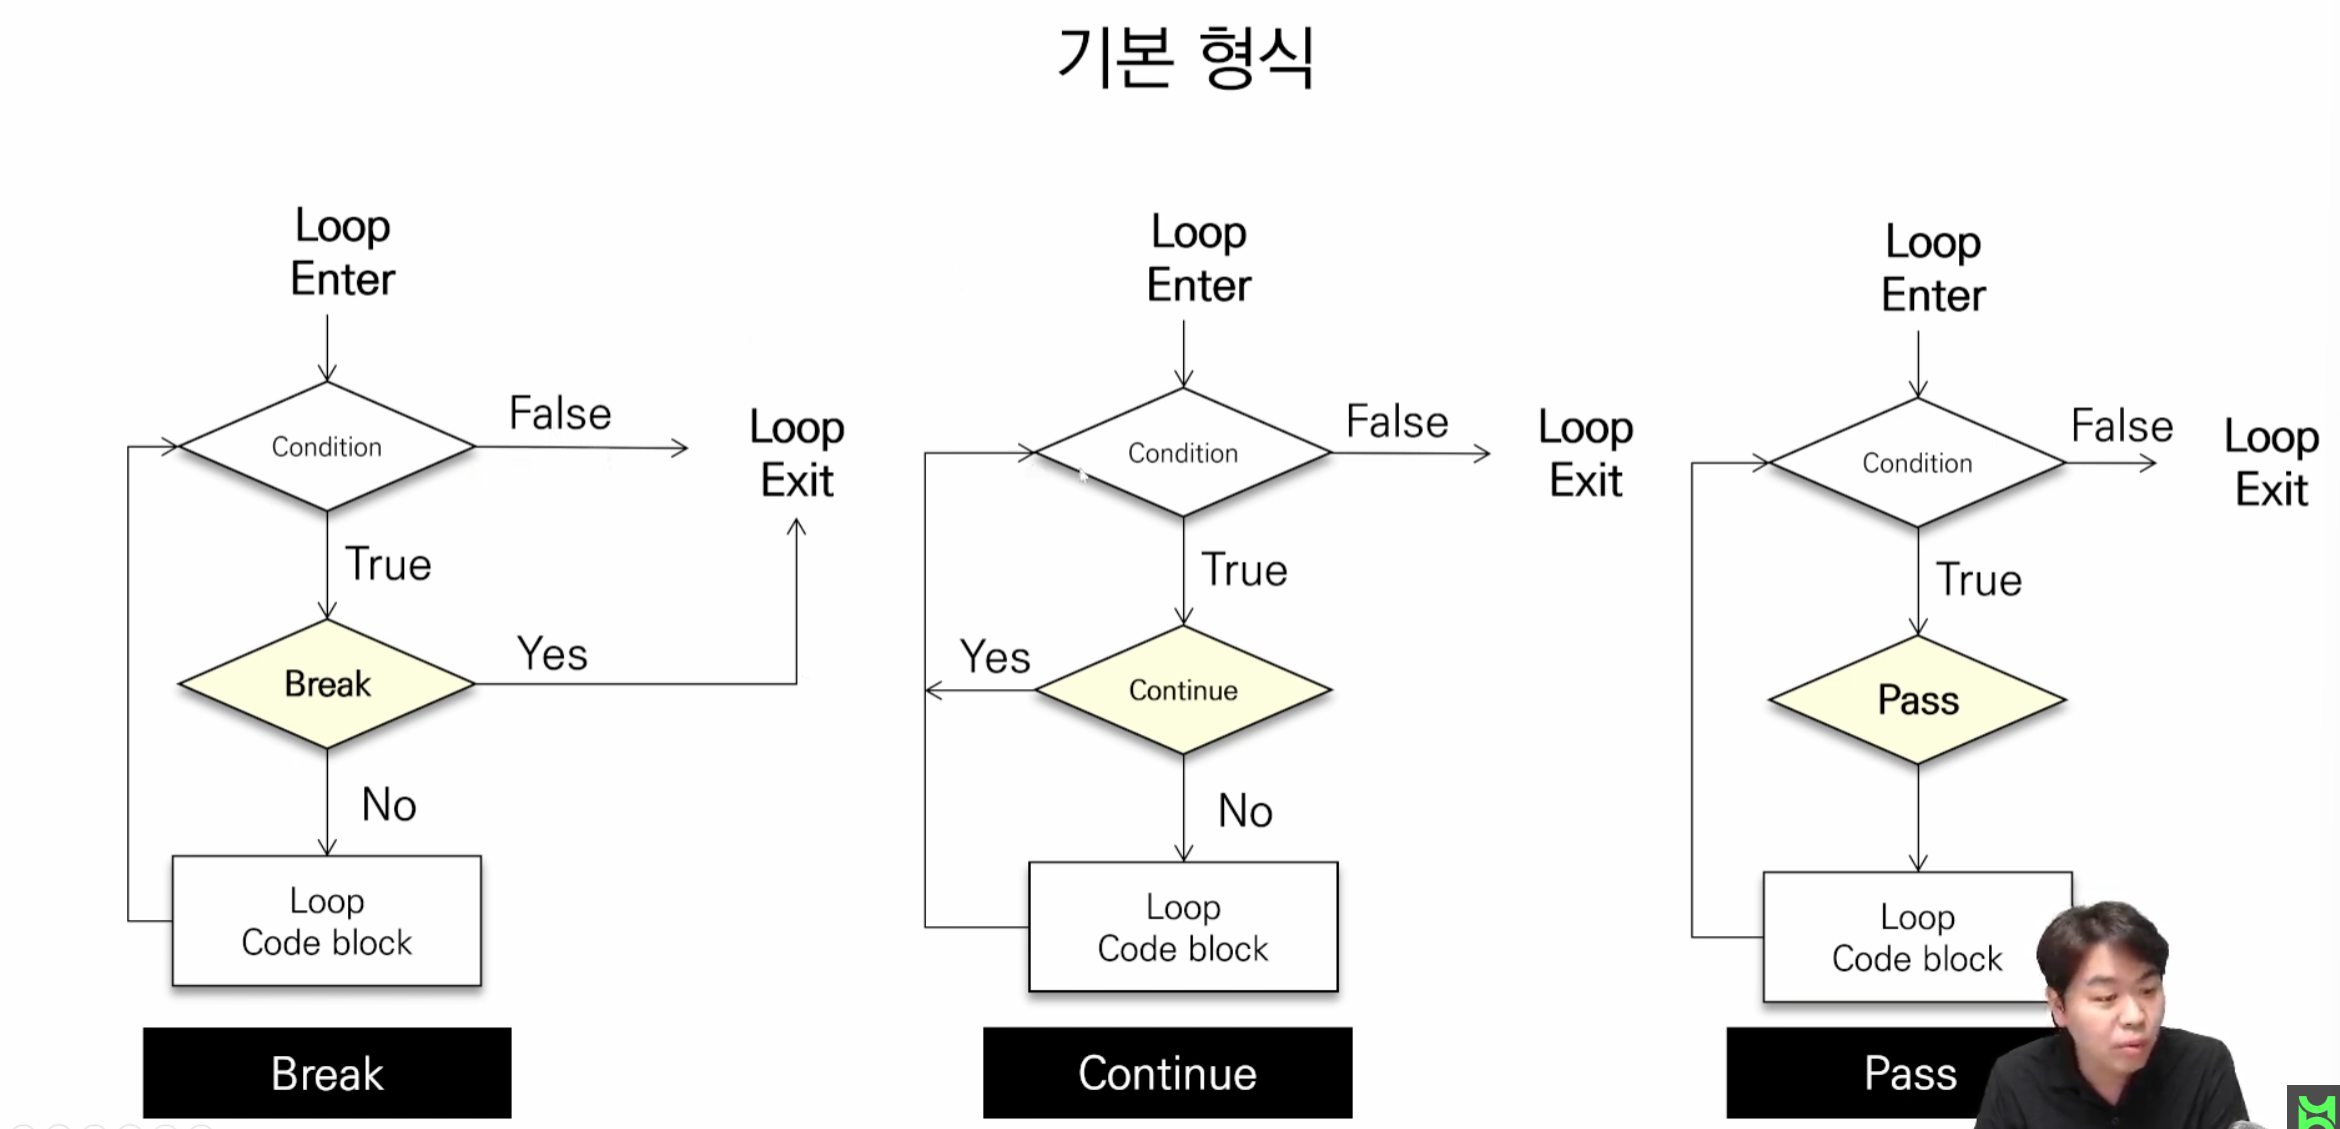 기본 형식
Loop
Enter
Condition
False
Loop
Exit
True
Break
Yes
No
Loop
Code block
Break
Loop
Enter
Condition
False
Loop
Exit
True
Continue
Yes
No
Loop
Code block
Continue
Loop
Enter
Condition
False
Loop
Exit
True
Pass
Loop
Code block
Pass